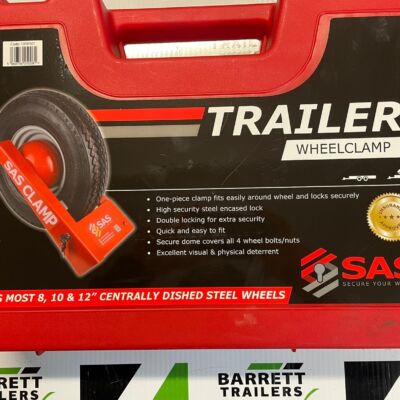 TRAILER
WHEELCLAMP
SAS CLAMP
SAS
• One-piece clamp fits easily around wheel and locks securely
• High security steel encased lock
• Double locking for extra security
• Quick and easy to fit
• Secure dome covers all 4 wheel bolts/nuts
• Excellent visual & physical deterrent
SAS
SECURE YOUR W
S MOST 8, 10 & 12" CENTRALLY DISHED STEEL WHEELS
BARRETT
TRAILERS
BARRETT
TRAILERS